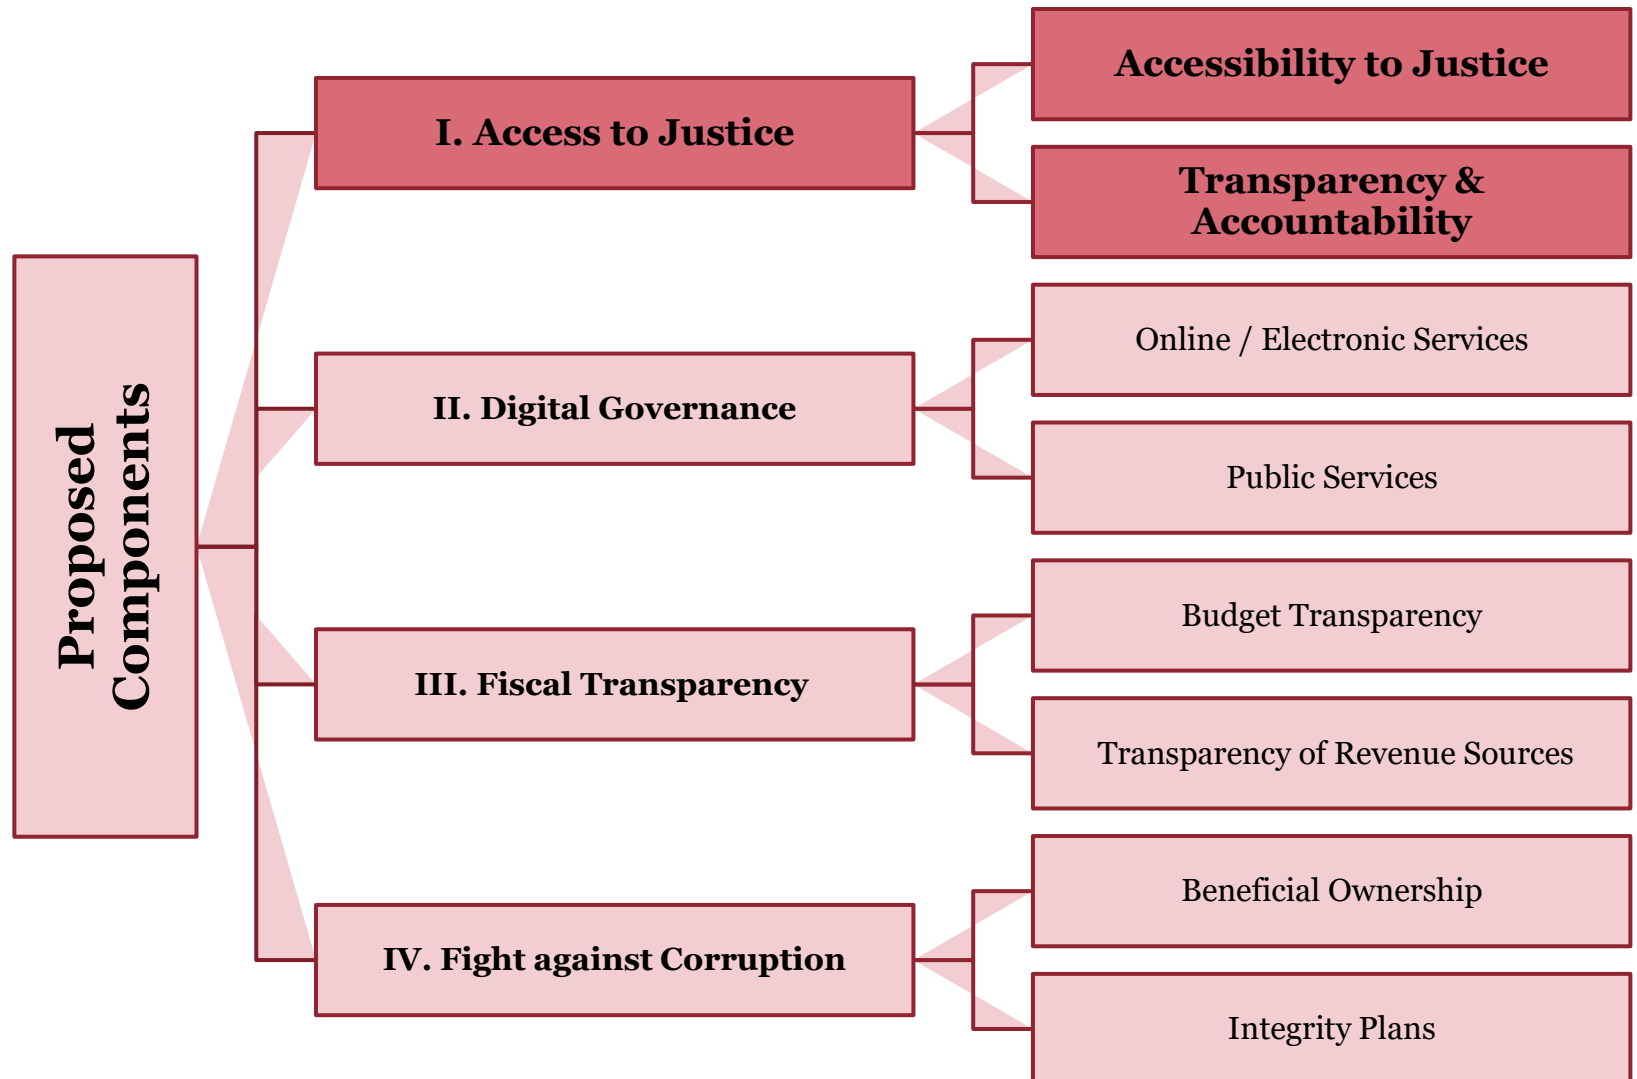 Proposed
Components
I. Access to Justice
Accessibility to Justice
Transparency &
Accountability
II. Digital Governance
Online / Electronic Services
Public Services
III. Fiscal Transparency
Budget Transparency
Transparency of Revenue Sources
IV. Fight against Corruption
Beneficial Ownership
Integrity Plans